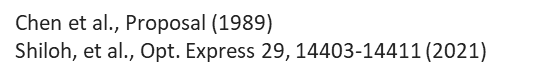 Chen et al., Proposal (1989)
Shiloh, et al., Opt. Express 29, 14403-14411 (2021)